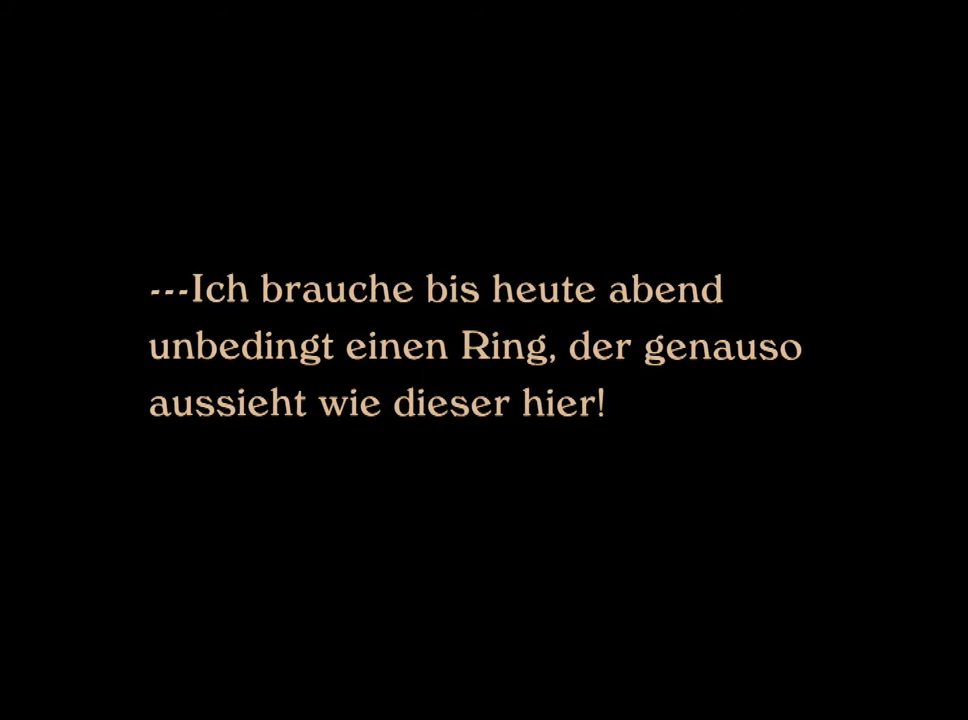 ---Ich brauche bis heute abend
unbedingt einen Ring, der genauso
aussieht wie dieser hier!